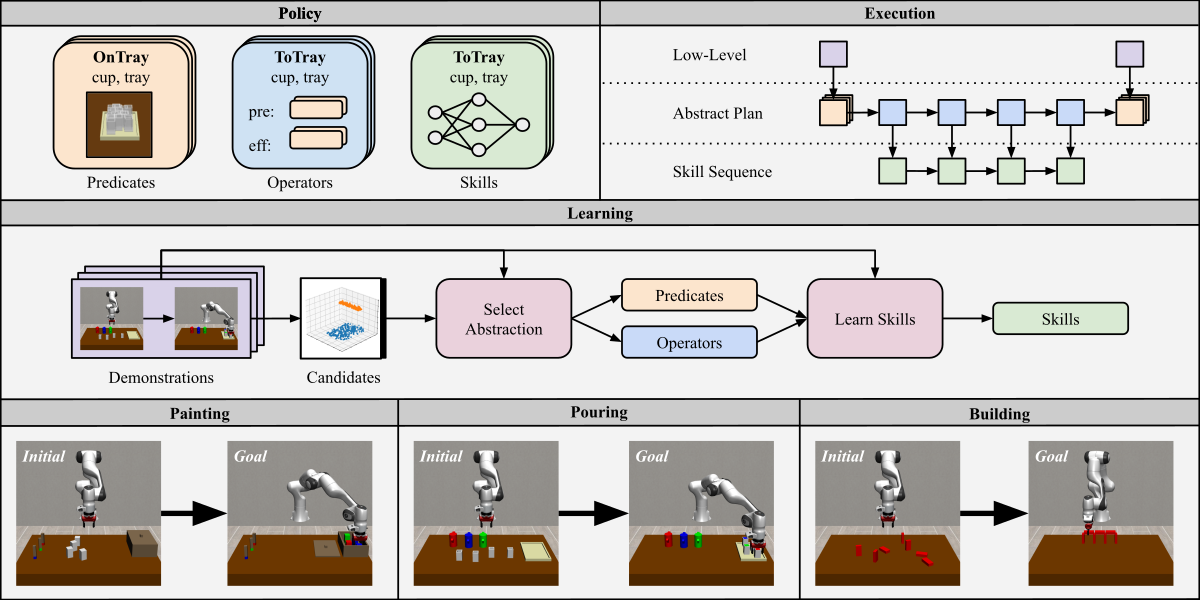 Policy
OnTray
cup, tray
Predicates
ToTray
cup, tray
pre:
eff:
Operators
ToTray
cup, tray
Skills
Execution
Low-Level
Abstract Plan
Skill Sequence
Learning
Demonstrations
Candidates
Select
Abstraction
Predicates
Operators
Learn Skills
Skills
Painting
Initial
Goal
Pouring
Initial
Goal
Building
Initial
Goal